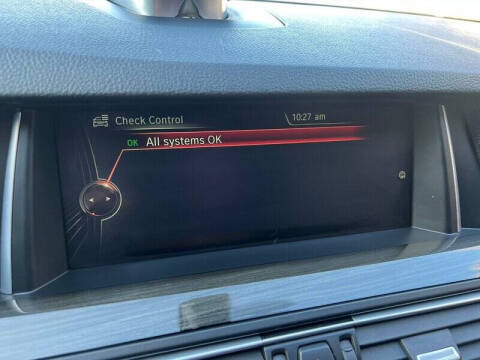 Check Control
10:27 am
OK All systems OK